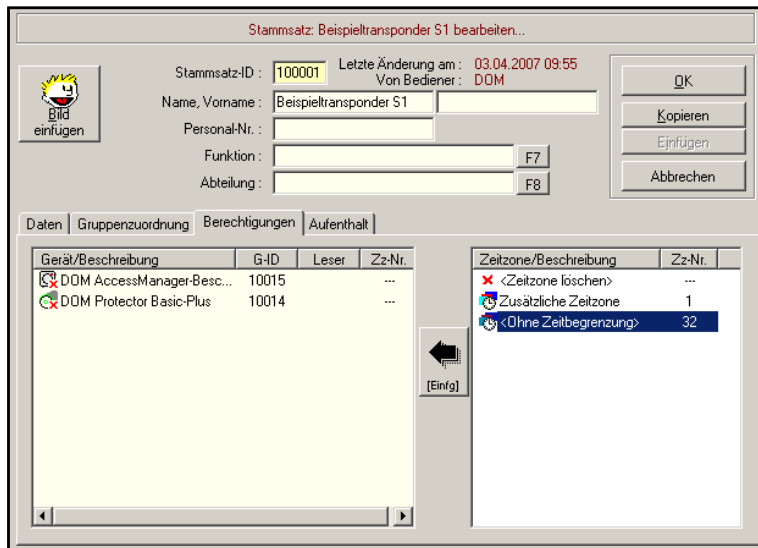 Stammsatz: Beispieltransponder S1 bearbeiten...
Bild
einfügen
Stammsatz-ID : 100001 Letzte Änderung am : 03.04.2007 09:55
Von Bediener : DOM
Name, Vorname : Beispieltransponder S1
Personal-Nr. :
Funktion : F7
Abteilung : F8
OK
Kopieren
Einfügen
Abbrechen
Daten Gruppenzuordnung Berechtigungen Aufenthalt
Gerät/Beschreibung G-ID Leser Zz-Nr.
DOM AccessManager-Besc... 10015 ---
DOM Protector Basic-Plus 10014 ---
[Einfg]
Zeitzone/Beschreibung Zz-Nr.
<Zeitzone löschen> ---
Zusätzliche Zeitzone 1
<Ohne Zeitbegrenzung> 32